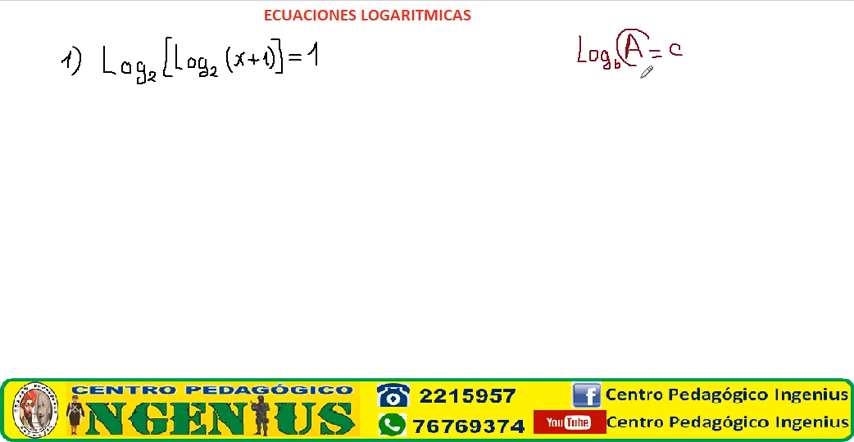 ECUACIONES LOGARITMICAS
1) Log₂[Log₂(x+1)]=1
Log_b A=c
CENTRO PEDAGÓGICO
INGENIUS
2215957
76769374
f Centro Pedagógico Ingenius
YouTube Centro Pedagógico Ingenius